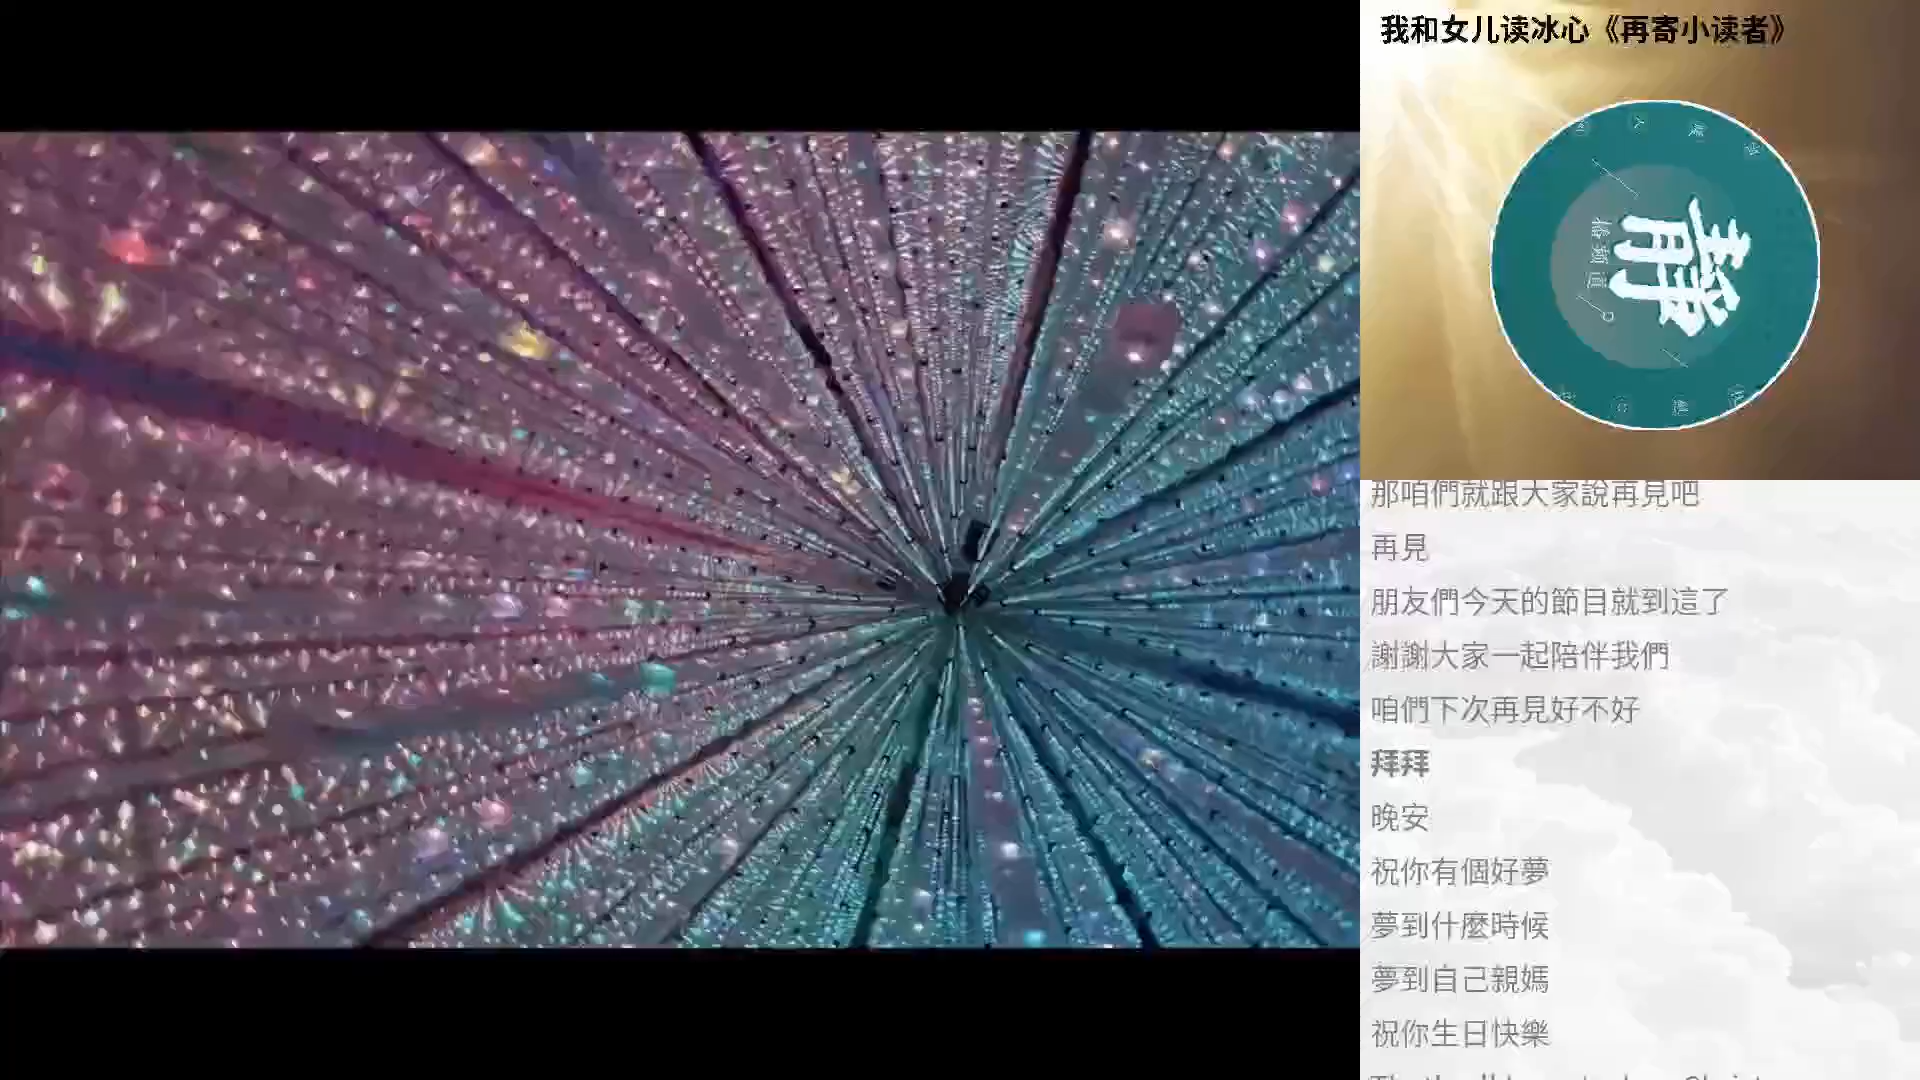 我和女儿读冰心《再寄小读者》
靜
那咱們就跟大家說再見吧
再見
朋友們今天的節目就到這了
謝謝大家一起陪伴我們
咱們下次再見好不好
拜拜
晚安
祝你有個好夢
夢到什麼時候
夢到自己親媽
祝你生日快樂